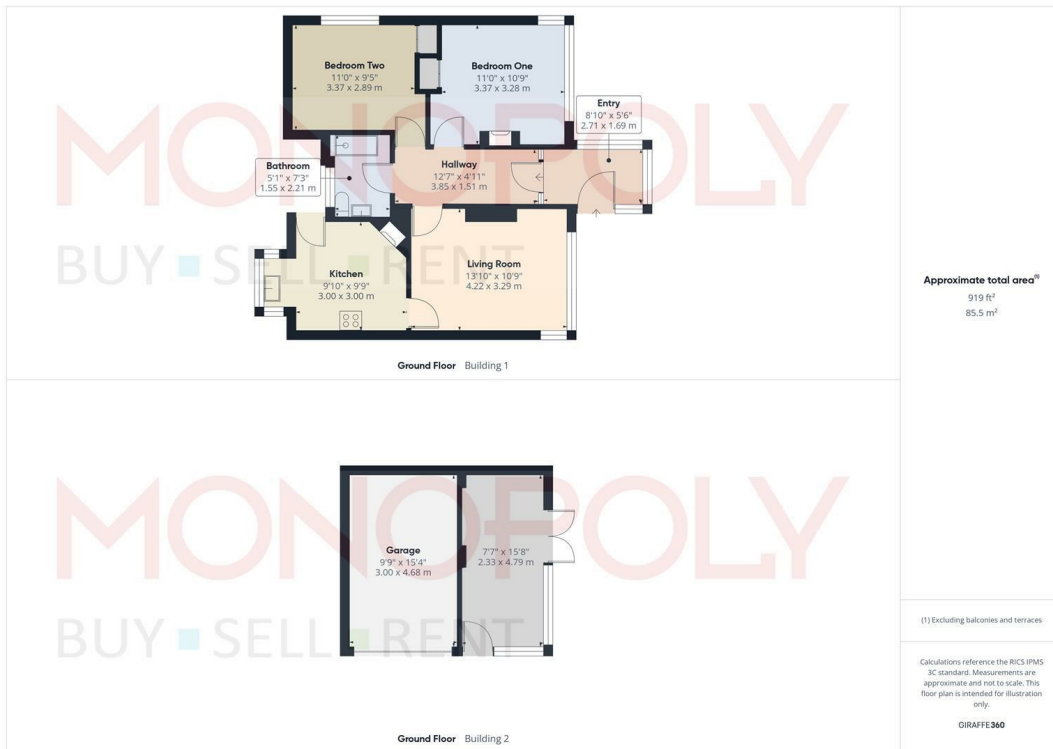 Bedroom Two
11'0" x 9'5"
3.37 x 2.89 m
Bedroom One
11'0" x 10'9"
3.37 x 3.28 m
Entry
8'10" x 5'6"
2.71 x 1.69 m
MONOPOLY
Bathroom
5'1" x 7'3"
1.55 x 2.21 m
Hallway
12'7" x 4'11"
3.85 x 1.51 m
BUY SELL RENT
Kitchen
9'10" x 9'9"
3.00 x 3.00 m
Living Room
13'10" x 10'9"
4.22 x 3.29 m
Ground Floor Building 1
MONOPOLY
Garage
9'9" x 15'4"
3.00 x 4.68 m
7'7" x 15'8"
2.33 x 4.79 m
BUY SELL RENT
Ground Floor Building 2
Approximate total area(1)
919 ft²
85.5 m²
(1) Excluding balconies and terraces
Calculations reference the RICS IPMS
3C standard. Measurements are
approximate and not to scale. This
floor plan is intended for illustration
only.
GIRAFFE360